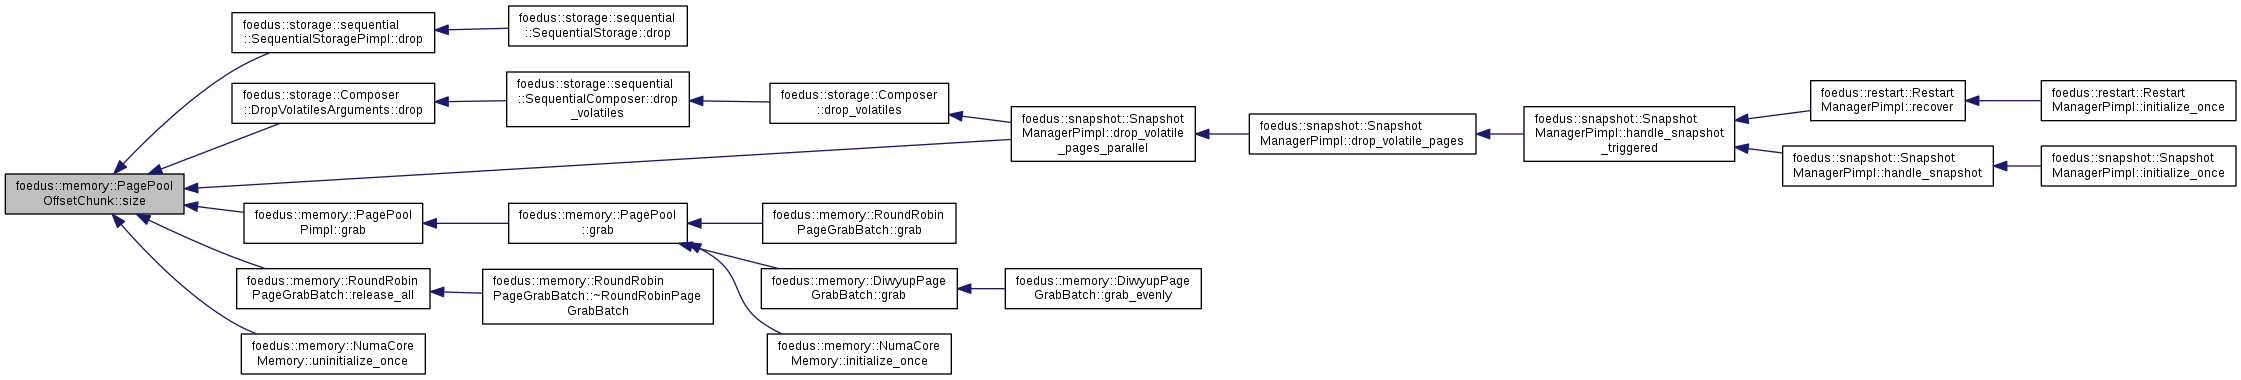 foedus::storage::sequential
::SequentialStoragePimpl::drop
foedus::storage::sequential
::SequentialStorage::drop
foedus::storage::Composer
::DropVolatilesArguments::drop
foedus::storage::sequential
::SequentialComposer::drop
_volatiles
foedus::storage::Composer
::drop_volatiles
foedus::snapshot::Snapshot
ManagerPimpl::drop_volatile
_pages_parallel
foedus::snapshot::Snapshot
ManagerPimpl::drop_volatile_pages
foedus::snapshot::Snapshot
ManagerPimpl::handle_snapshot
_triggered
foedus::restart::Restart
ManagerPimpl::recover
foedus::restart::Restart
ManagerPimpl::initialize_once
foedus::snapshot::Snapshot
ManagerPimpl::handle_snapshot
foedus::snapshot::Snapshot
ManagerPimpl::initialize_once
foedus::memory::PagePool
OffsetChunk::size
foedus::memory::PagePool
Pimpl::grab
foedus::memory::PagePool
::grab
foedus::memory::RoundRobin
PageGrabBatch::grab
foedus::memory::RoundRobin
PageGrabBatch::release_all
foedus::memory::RoundRobin
PageGrabBatch::~RoundRobinPage
GrabBatch
foedus::memory::DivvyupPage
GrabBatch::grab
foedus::memory::DivvyupPage
GrabBatch::grab_evenly
foedus::memory::NumaCore
Memory::uninitialize_once
foedus::memory::NumaCore
Memory::initialize_once